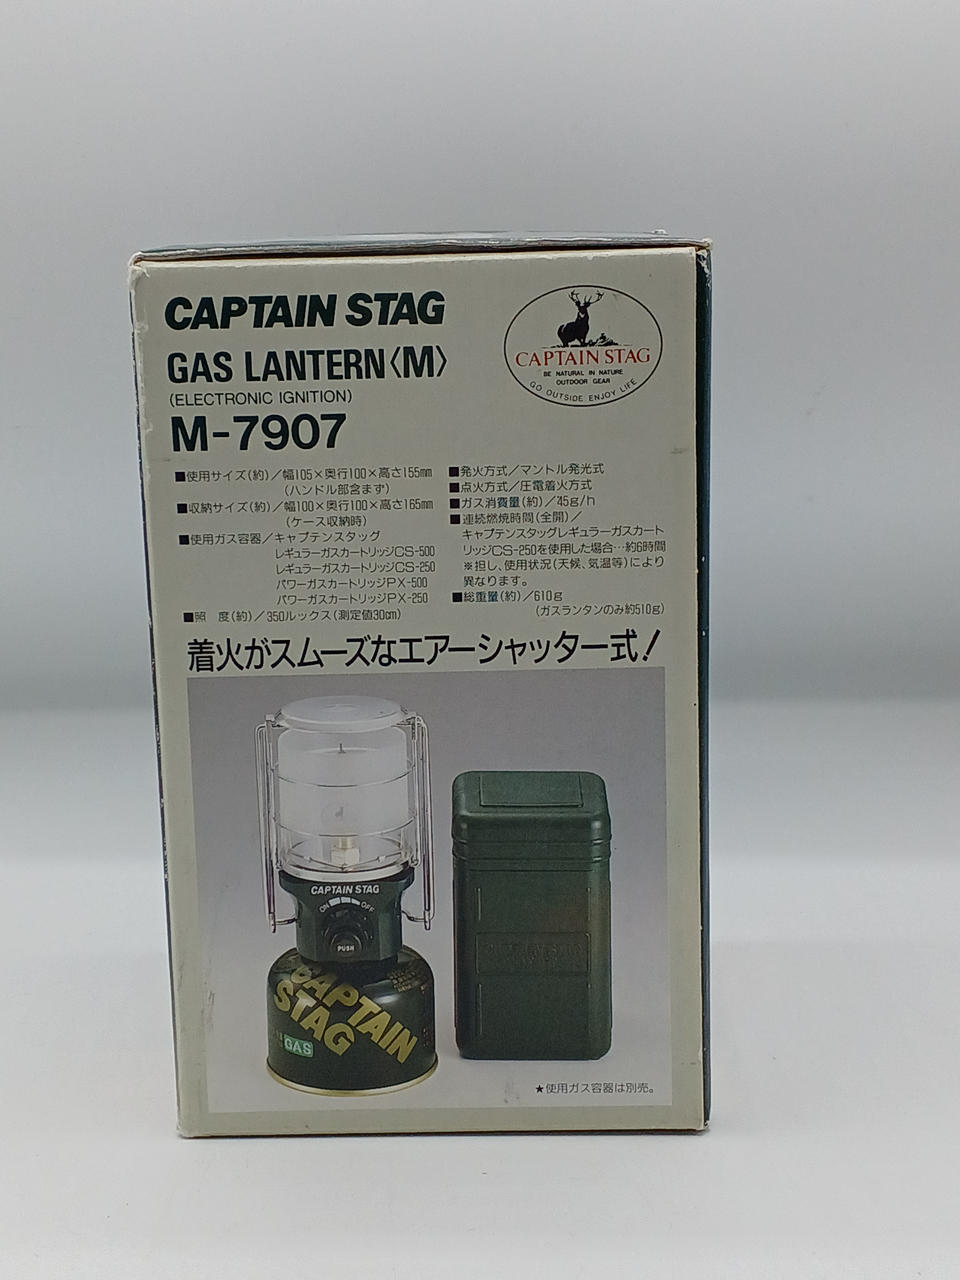 CAPTAIN STAG
GAS LANTERN〈M〉
(ELECTRONIC IGNITION)
M-7907
CAPTAIN STAG
BE NATURAL IN NATURE
OUTDOOR GEAR
GO OUTSIDE ENJOY LIFE
■使用サイズ(約)／幅105×奥行100×高さ155mm
(ハンドル部含まず)
■収納サイズ(約)／幅100×奥行100×高さ165mm
(ケース収納時)
■使用ガス容器／キャプテンスタッグ
レギュラーガスカートリッジCS-500
レギュラーガスカートリッジCS-250
パワーガスカートリッジPX-500
パワーガスカートリッジPX-250
■照　度(約)／350ルックス(測定値30cm)
■発火方式／マントル発光式
■点火方式／圧電着火方式
■ガス消費量(約)／45g/h
■連続燃焼時間(全開)／
キャプテンスタッグレギュラーガスカート
リッジCS-250を使用した場合…約6時間
※担し、使用状況(天候、気温等)により
異なります。
■総重量(約)／610g
(ガスランタンのみ約510g)
着火がスムーズなエアーシャッター式!
CAPTAIN STAG
ON OFF
PUSH
CAPTAIN
STAG
GAS
★使用ガス容器は別売。